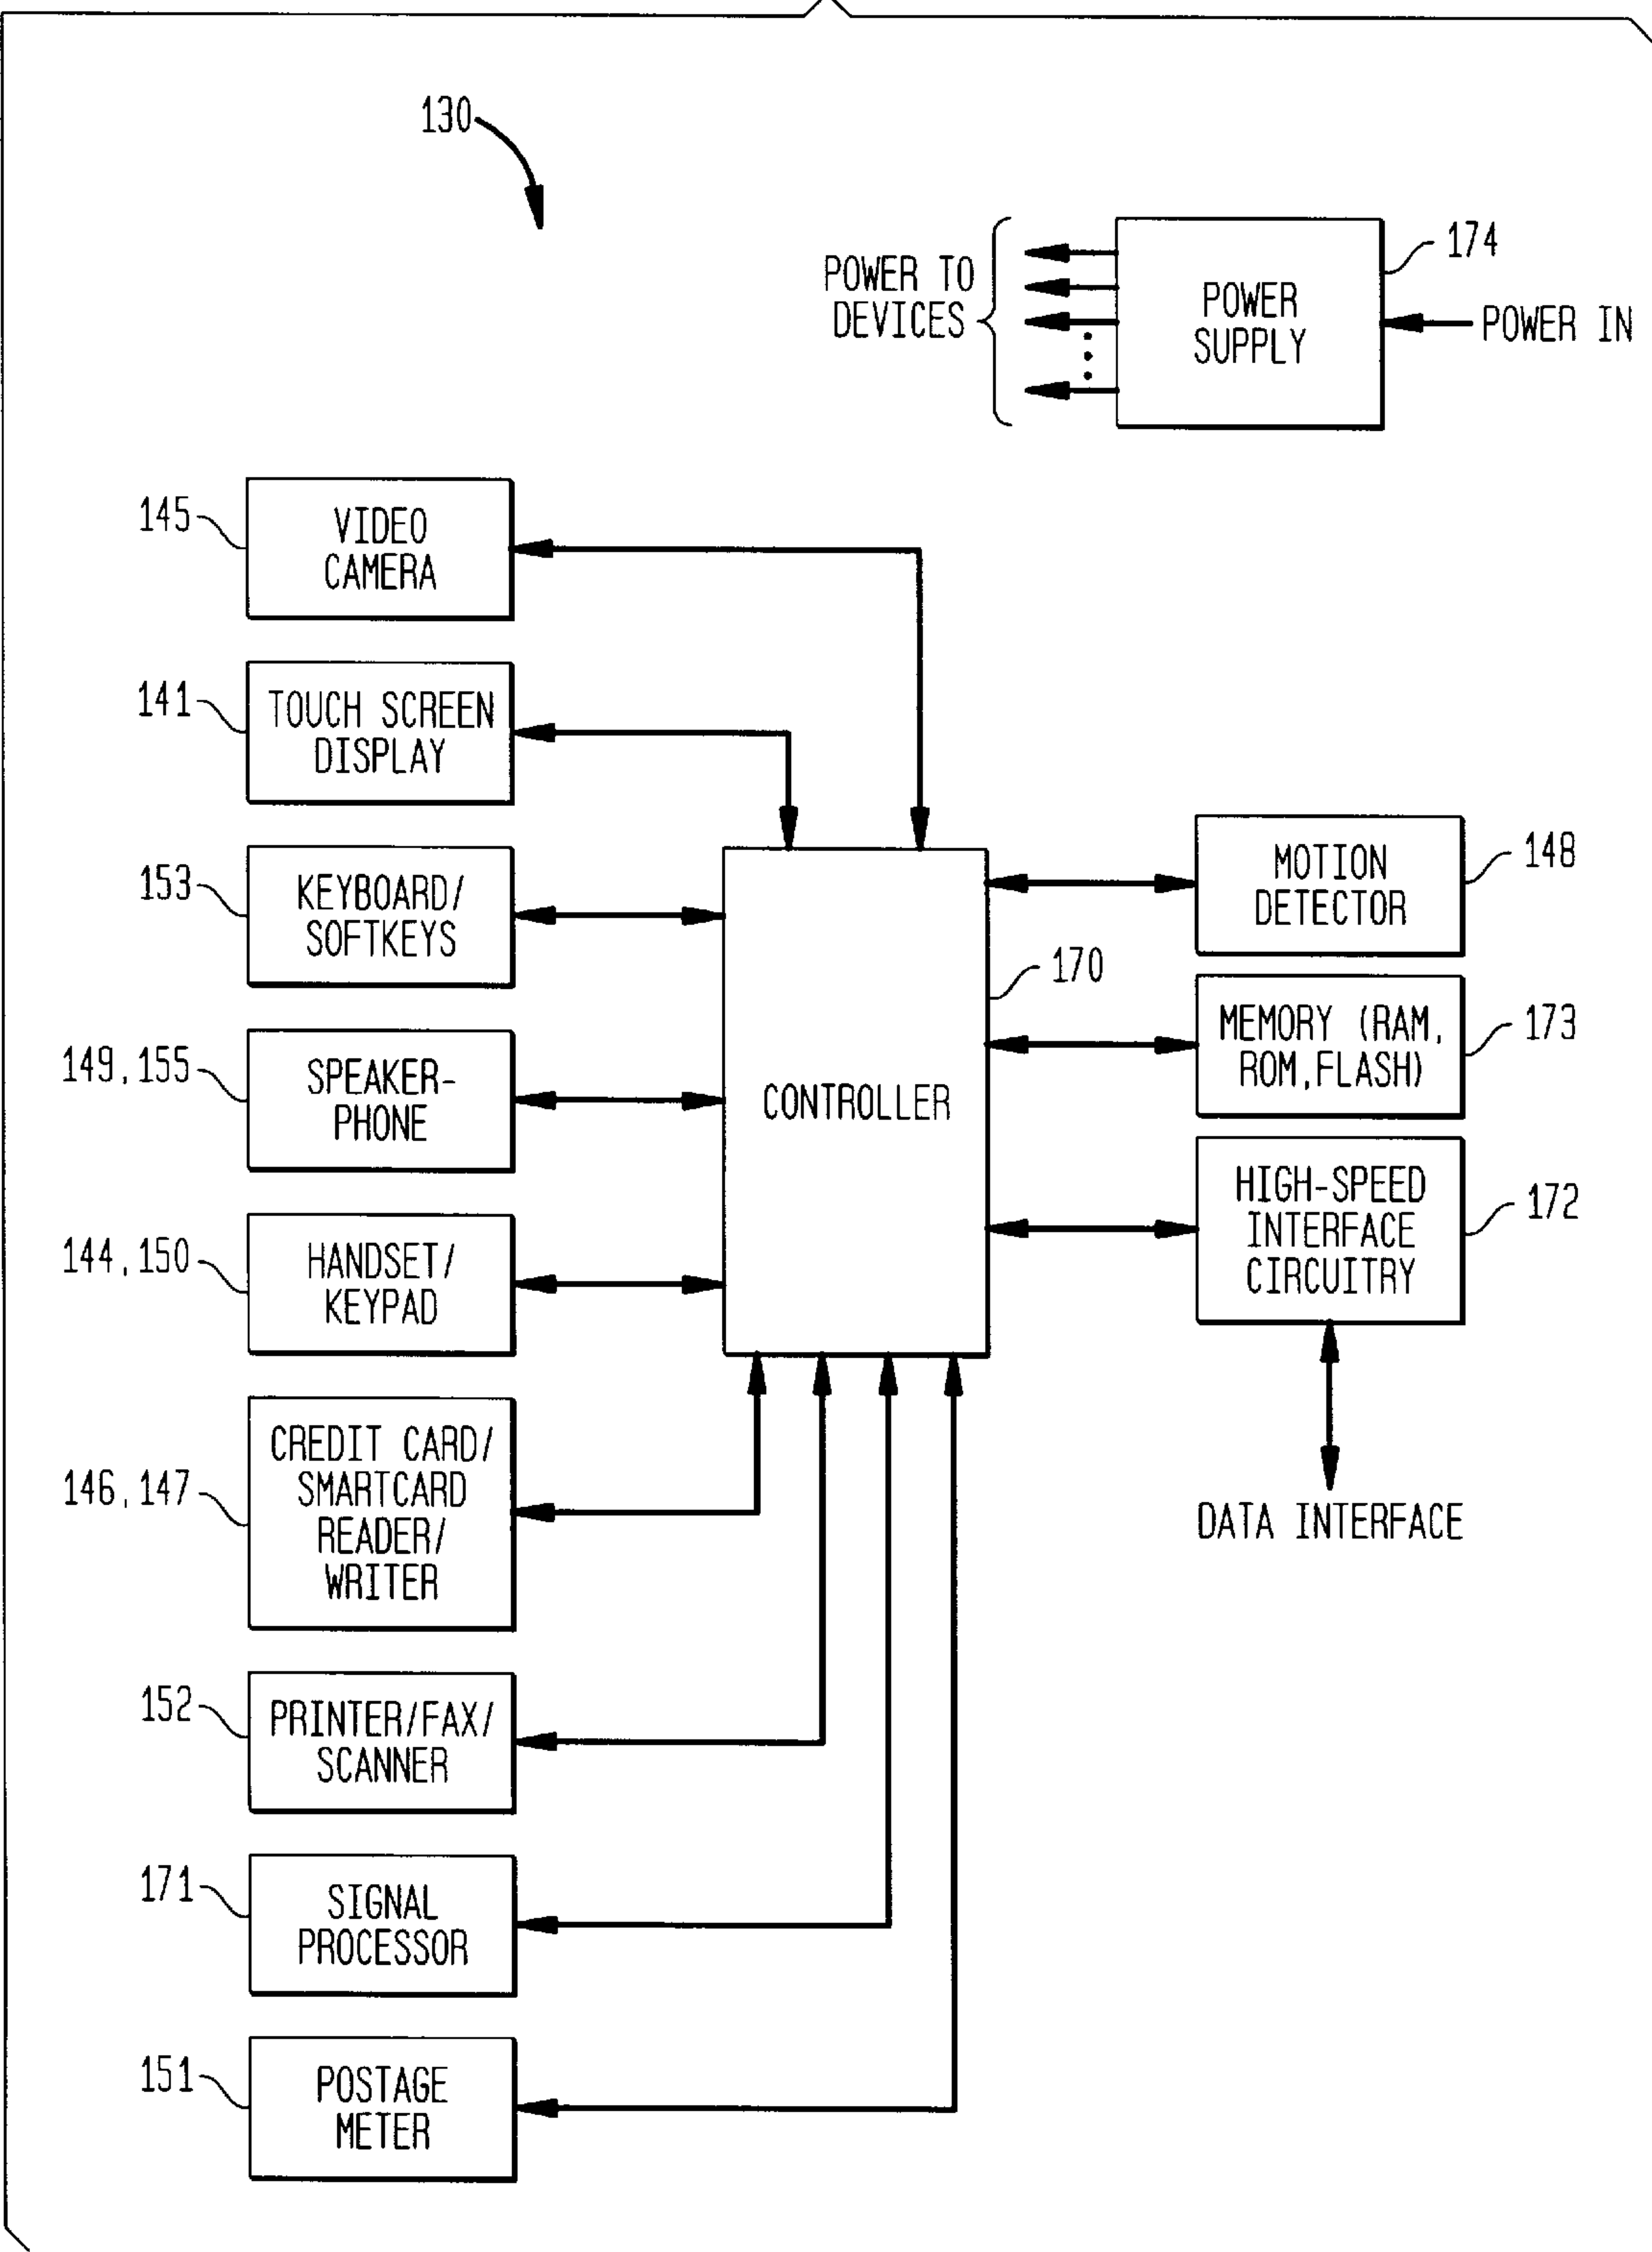 130
POWER TO
DEVICES
POWER
SUPPLY
174
POWER IN
145
VIDEO
CAMERA
141
TOUCH SCREEN
DISPLAY
153
KEYBOARD/
SOFTKEYS
149, 155
SPEAKER-
PHONE
144, 150
HANDSET/
KEYPAD
146, 147
CREDIT CARD/
SMARTCARD
READER/
WRITER
152
PRINTER/FAX/
SCANNER
171
SIGNAL
PROCESSOR
151
POSTAGE
METER
CONTROLLER
170
MOTION
DETECTOR
148
MEMORY (RAM,
ROM,FLASH)
173
HIGH-SPEED
INTERFACE
CIRCUITRY
172
DATA INTERFACE